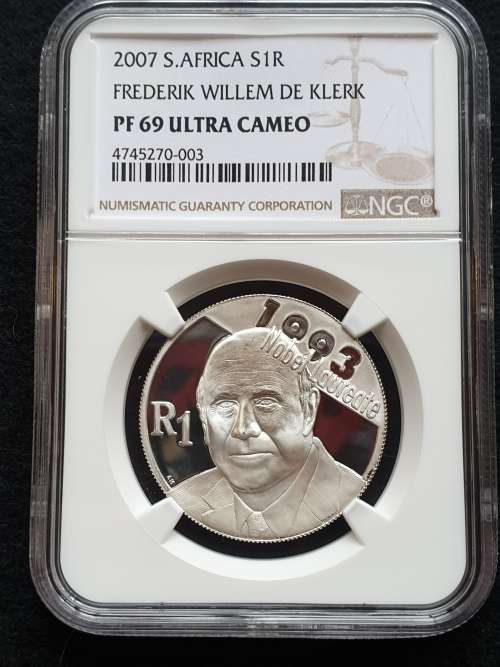 2007 S.AFRICA S1R
FREDERIK WILLEM DE KLERK
PF 69 ULTRA CAMEO
4745270-003
NUMISMATIC GUARANTY CORPORATION
NGC®
1993
Nobel Laureate
R1